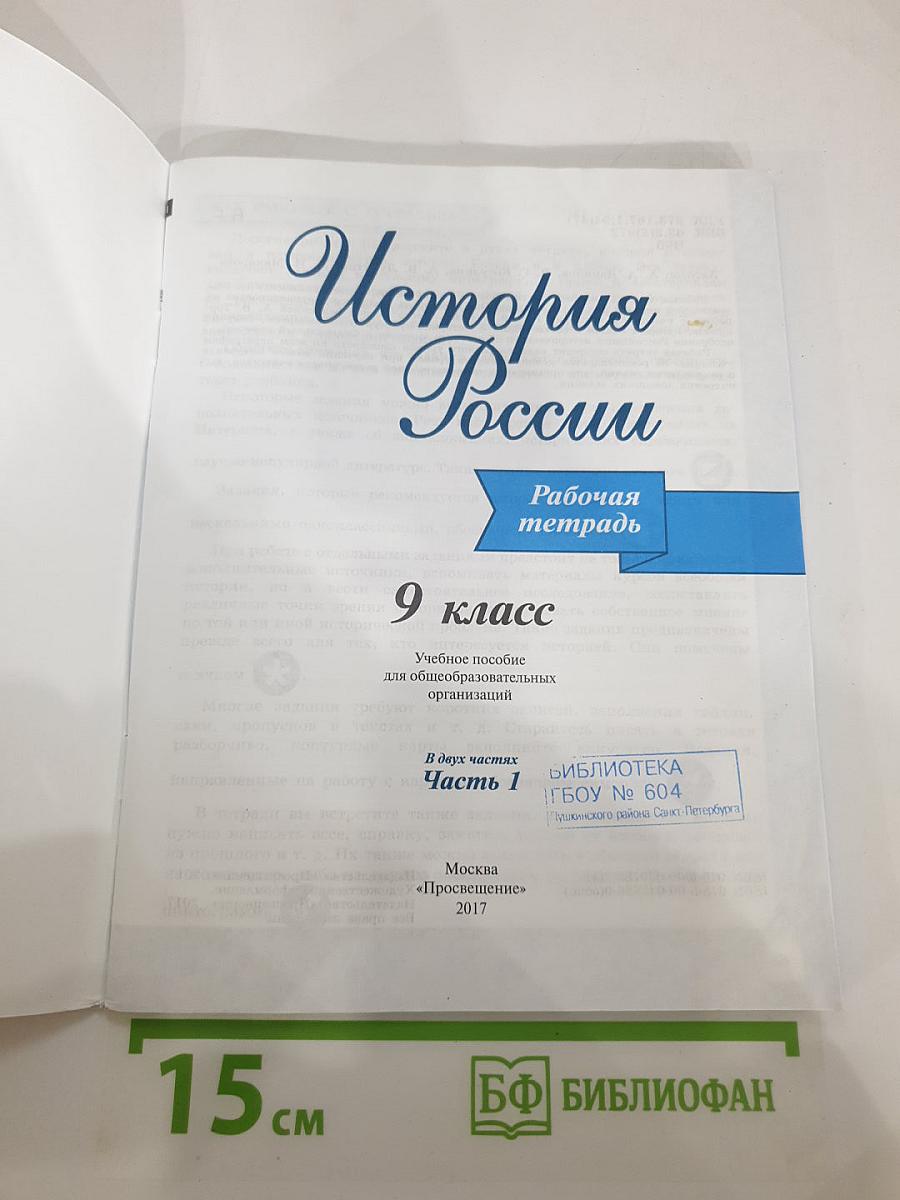 История
России
Рабочая
тетрадь
9 класс
Учебное пособие
для общеобразовательных
организаций
В двух частях
Часть 1
БИБЛИОТЕКА
ГБОУ № 604
Пушкинского района Санкт-Петербурга
Москва
«Просвещение»
2017
15 см
БФ БИБЛИОФАН